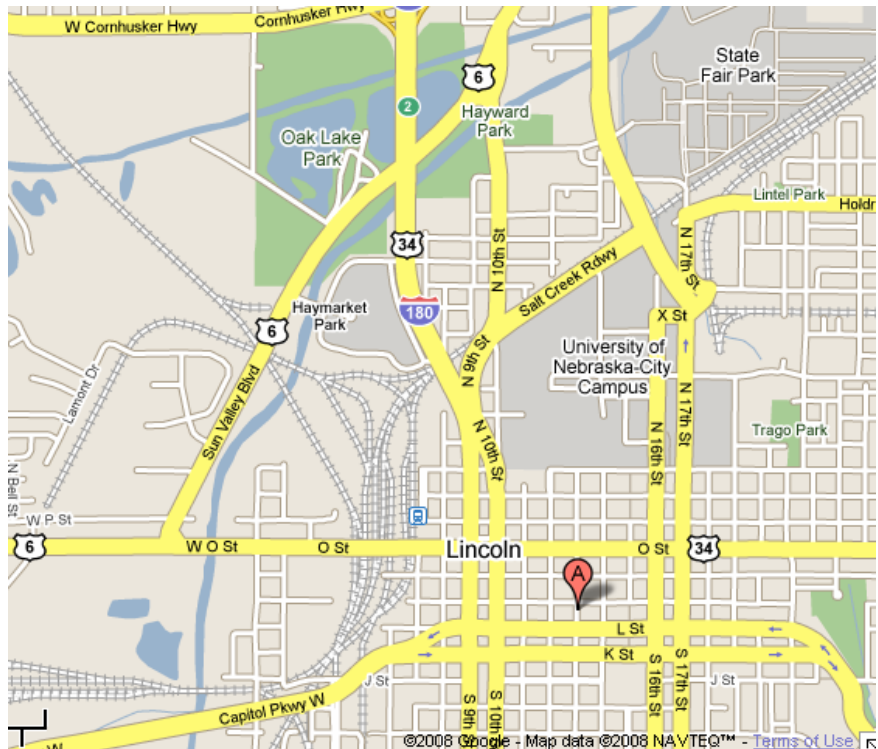 W Cornhusker Hwy
Cornhusker Hwy
6
State
Fair Park
2
Hayward
Park
Oak Lake
Park
Lintel Park
Holdr
34
N 10th St
N 17th St
Salt Creek Rdwy
180
Haymarket
Park
X St
6
N 9th St
University of
Nebraska-City
Campus
Lamont Dr
Sun Valley Blvd
N 10th St
N 16th St
N 17th St
Trago Park
N Bell St
W P St
6
W O St
O St
Lincoln
O St
34
A
L St
K St
J St
J St
S 16th St
S 17th St
Capitol Pkwy W
S 9th St
S 10th St
W
©2008 Google - Map data ©2008 NAVTEQ™ - Terms of Use